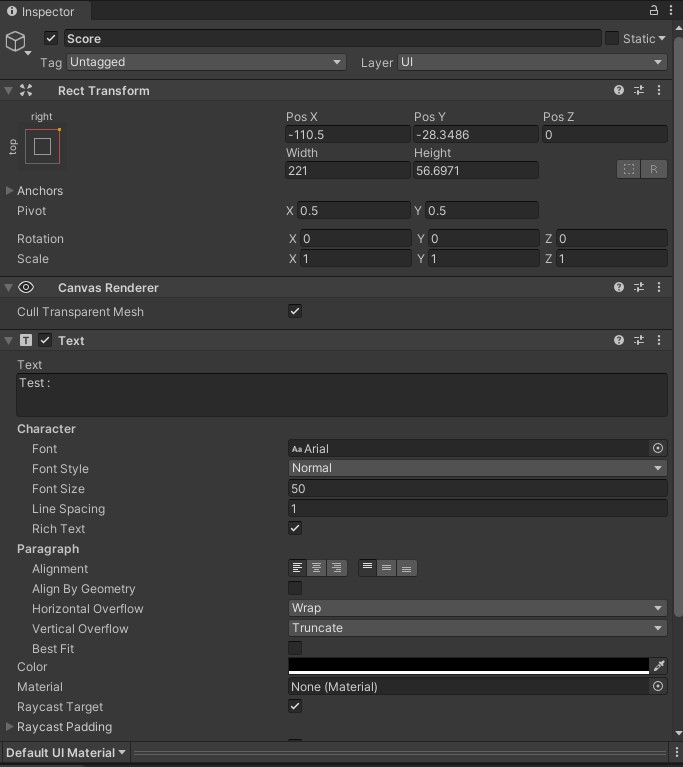 Inspector
Score
Static
Tag Untagged Layer UI
Rect Transform
right
top
Pos X Pos Y Pos Z
-110.5 -28.3486 0
Width Height
221 56.6971
R
Anchors
Pivot X 0.5 Y 0.5
Rotation X 0 Y 0 Z 0
Scale X 1 Y 1 Z 1
Canvas Renderer
Cull Transparent Mesh
T Text
Text
Test :
Character
Font Aa Arial
Font Style Normal
Font Size 50
Line Spacing 1
Rich Text
Paragraph
Alignment
Align By Geometry
Horizontal Overflow Wrap
Vertical Overflow Truncate
Best Fit
Color
Material None (Material)
Raycast Target
Raycast Padding
Default UI Material